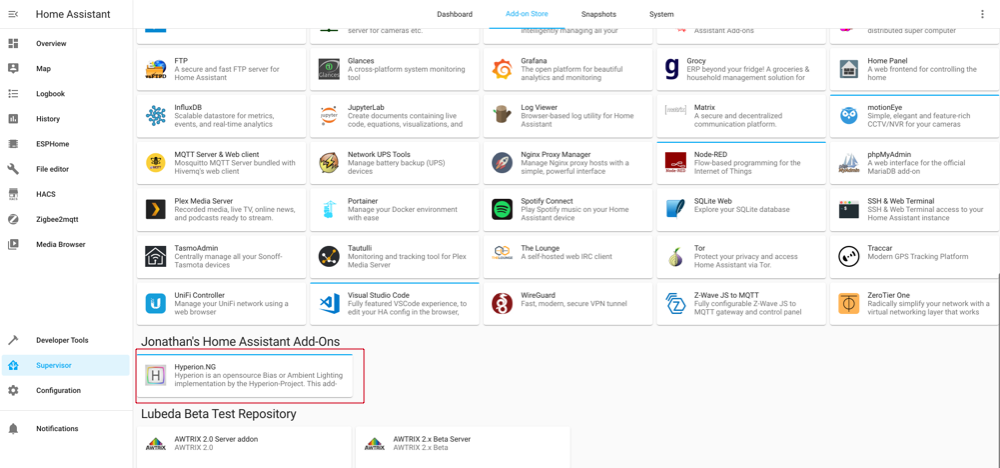 Home Assistant
Dashboard
Add-on Store
Snapshots
System
Overview
Map
Logbook
History
ESPHome
File editor
HACS
Zigbee2mqtt
Media Browser
Developer Tools
Supervisor
Configuration
Notifications
server for cameras etc.
intelligently managing all your
Assistant Add-ons
distributed super computer
FTP
A secure and fast FTP server for
Home Assistant
Glances
A cross-platform system monitoring
tool
Grafana
The open platform for beautiful
analytics and monitoring
Grocy
ERP beyond your fridge! A groceries &
household management solution for
Home Panel
A web frontend for controlling the
home
InfluxDB
Scalable datastore for metrics,
events, and real-time analytics
JupyterLab
Create documents containing live
code, equations, visualizations, and
Log Viewer
Browser-based log utility for Home
Assistant
Matrix
A secure and decentralized
communication platform.
motionEye
Simple, elegant and feature-rich
CCTV/NVR for your cameras
MQTT Server & Web client
Mosquitto MQTT Server bundled with
Hivemq's web client
Network UPS Tools
Manage battery backup (UPS)
devices
Nginx Proxy Manager
Manage Nginx proxy hosts with a
simple, powerful interface
Node-RED
Flow-based programming for the
Internet of Things
phpMyAdmin
A web interface for the official
MariaDB add-on
Plex Media Server
Recorded media, live TV, online news,
and podcasts ready to stream.
Portainer
Manage your Docker environment
with ease
Spotify Connect
Play Spotify music on your Home
Assistant device
SQLite Web
Explore your SQLite database
SSH & Web Terminal
SSH & Web Terminal access to your
Home Assistant instance
TasmoAdmin
Centrally manage all your Sonoff-
Tasmota devices
Tautulli
Monitoring and tracking tool for Plex
Media Server
The Lounge
A self-hosted web IRC client
Tor
Protect your privacy and access
Home Assistant via Tor.
Traccar
Modern GPS Tracking Platform
UniFi Controller
Manage your UniFi network using a
web browser
Visual Studio Code
Fully featured VSCode experience, to
edit your HA config in the browser,
WireGuard
Fast, modern, secure VPN tunnel
Z-Wave JS to MQTT
Fully configurable Z-Wave JS to
MQTT gateway and control panel
ZeroTier One
Radically simplify your network with a
virtual networking layer that works
Jonathan's Home Assistant Add-Ons
Hyperion.NG
Hyperion is an opensource Bias or Ambient Lighting
implementation by the Hyperion-Project. This add-
Lubeda Beta Test Repository
AWTRIX 2.0 Server addon
AWTRIX 2.0
AWTRIX 2.x Beta Server
AWTRIX 2.x Beta